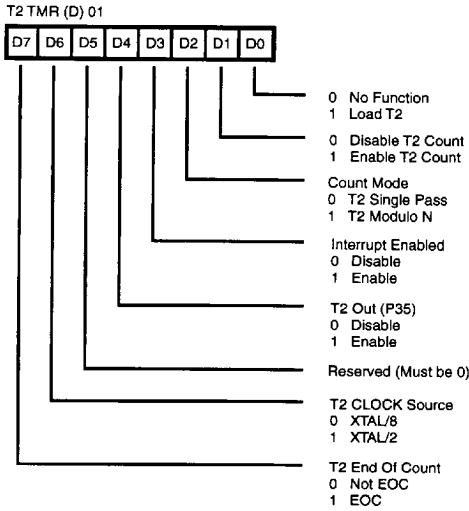 T2 TMR (D) 01
D7 D6 D5 D4 D3 D2 D1 D0
0 No Function
1 Load T2
0 Disable T2 Count
1 Enable T2 Count
Count Mode
0 T2 Single Pass
1 T2 Modulo N
Interrupt Enabled
0 Disable
1 Enable
T2 Out (P35)
0 Disable
1 Enable
Reserved (Must be 0)
T2 CLOCK Source
0 XTAL/8
1 XTAL/2
T2 End Of Count
0 Not EOC
1 EOC